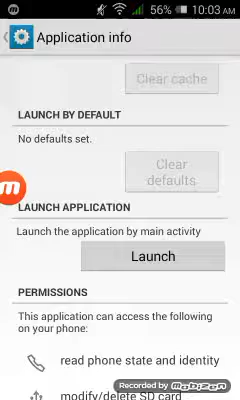 56% 10:03 AM
Application info
Clear cache
LAUNCH BY DEFAULT
No defaults set.
Clear
defaults
LAUNCH APPLICATION
Launch the application by main activity
Launch
PERMISSIONS
This application can access the following
on your phone:
read phone state and identity
modify/delete SD card
Recorded by Mobizen